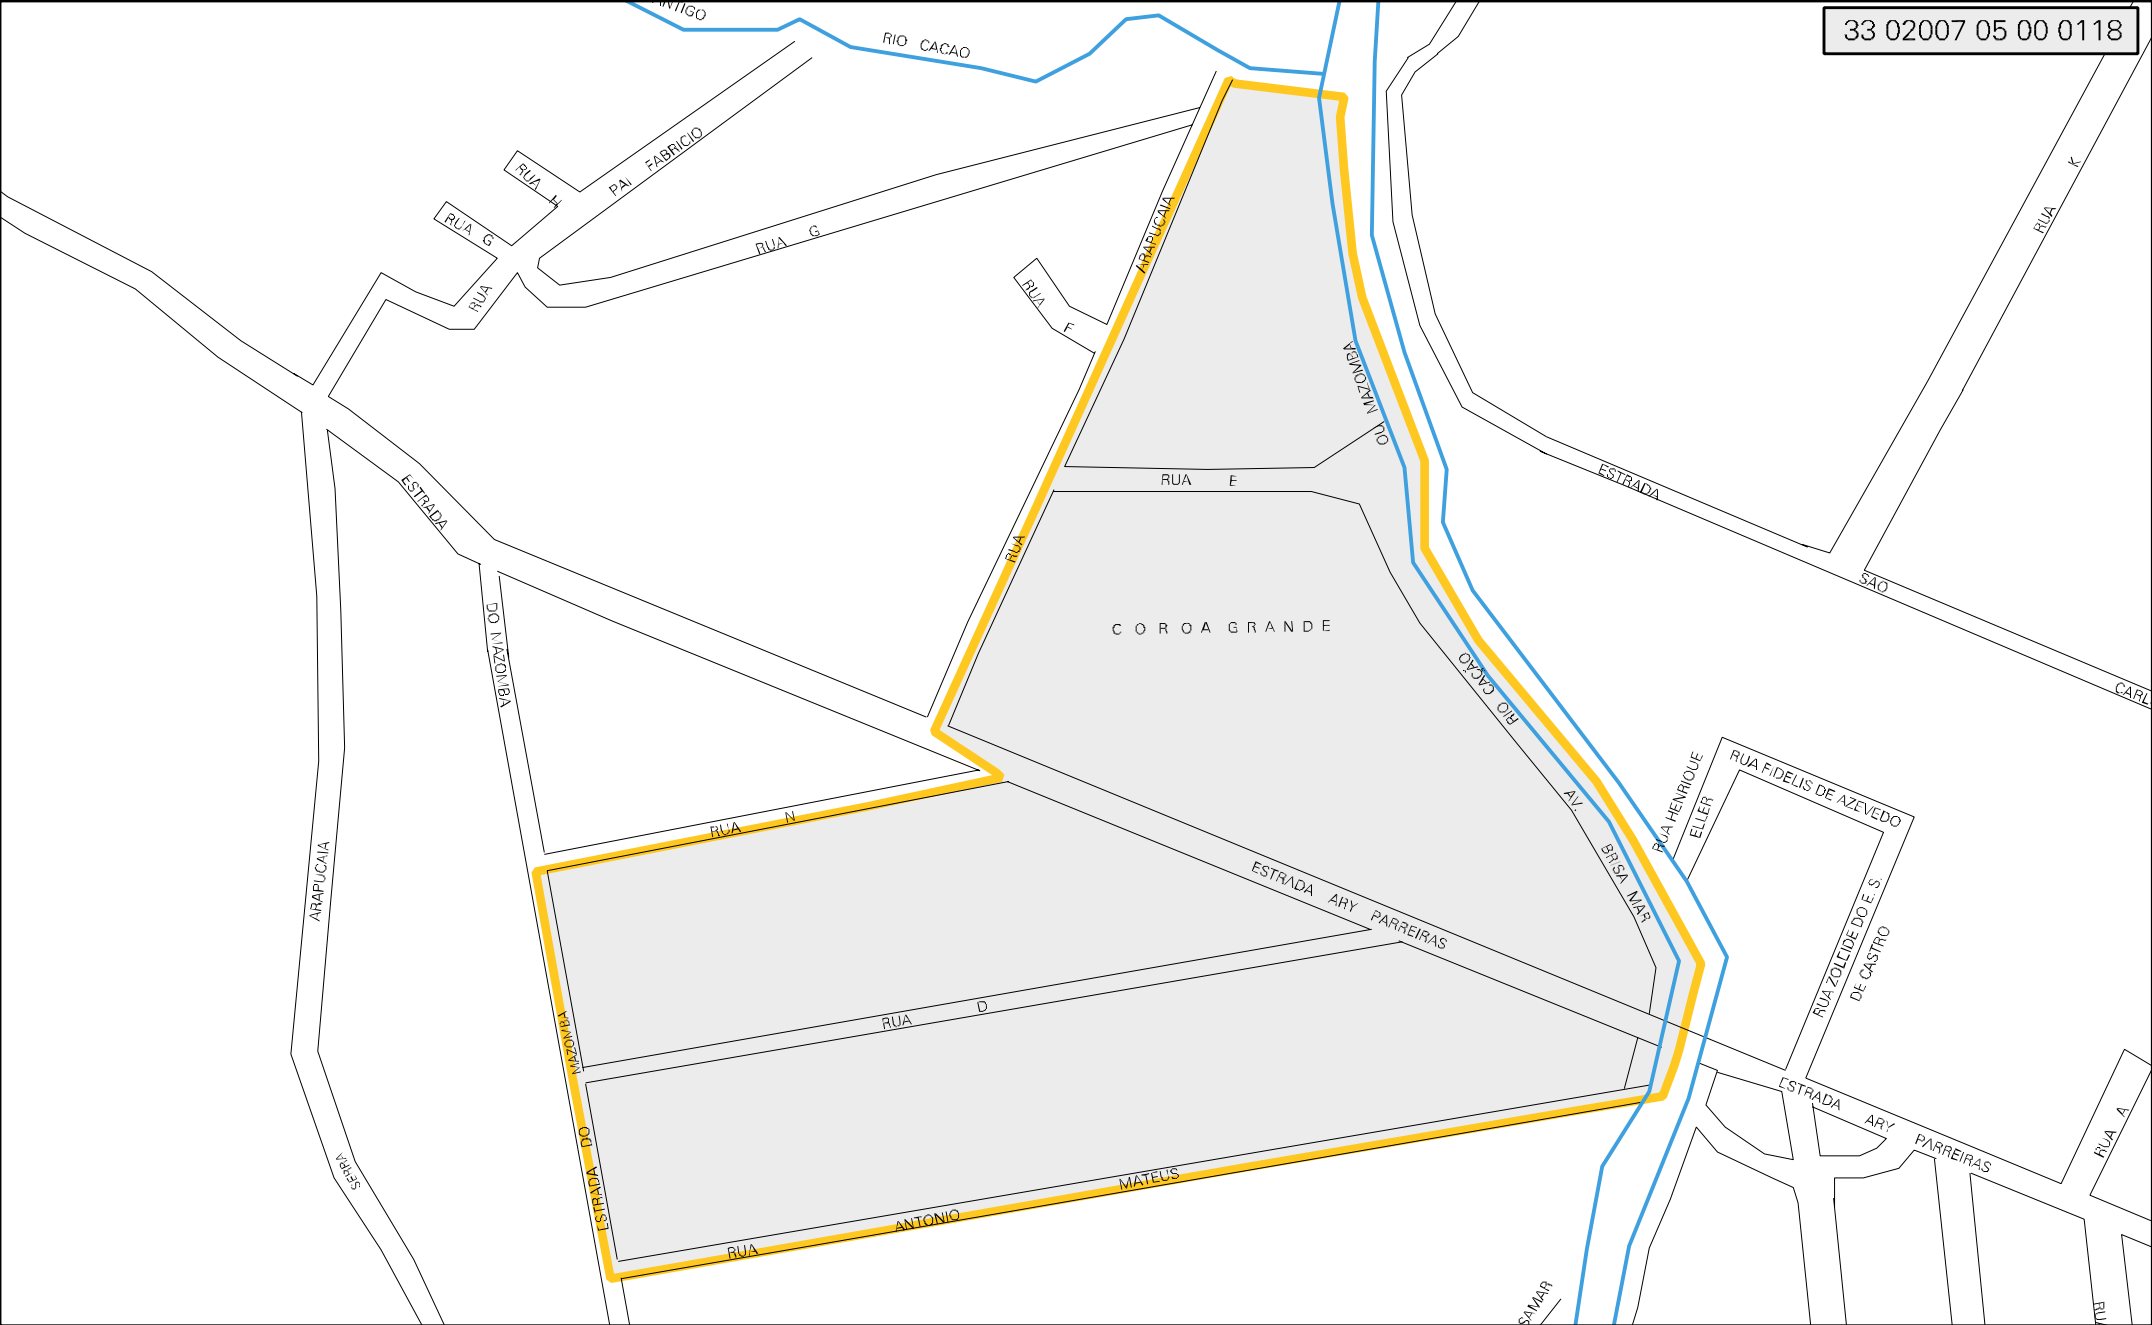 ANTIGO
RIO CACAO
33 02007 05 00 0118
PAI FABRICIO
RUA H
RUA G
RUA
RUA G
ARAPUCAIA
RUA
RUA F
RUA K
OU MAZOMBA
RUA E
ESTRADA
ESTRADA
SAO
CARL
DO MAZOMBA
COROA GRANDE
RIO CAÇÃO
AV. BRISA MAR
RUA HENRIQUE
ELLER
RUA FIDELIS DE AZEVEDO
RUA ZOLEIDE DO E. S.
DE CASTRO
RUA N
ARAPUCAIA
ESTRADA ARY PARREIRAS
RUA D
ESTRADA DO MAZOMBA
ESTRADA ARY PARREIRAS
RUA A
SERRA
RUA ANTONIO MATEUS
SAMAR
RUA